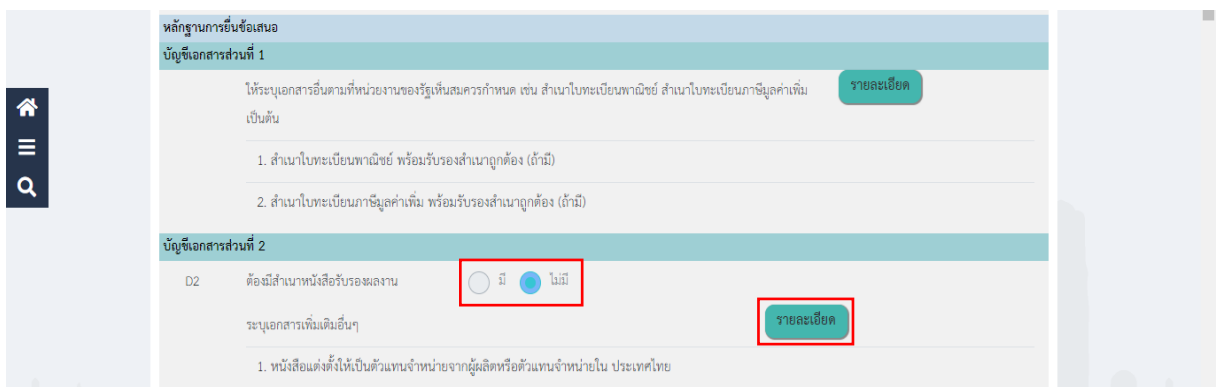 หลักฐานการยื่นข้อเสนอ
บัญชีเอกสารส่วนที่ 1
ให้ระบุเอกสารอื่นตามที่หน่วยงานของรัฐเห็นสมควรกำหนด เช่น สำเนาใบทะเบียนพาณิชย์ สำเนาใบทะเบียนภาษีมูลค่าเพิ่ม รายละเอียด
เป็นต้น
1. สำเนาใบทะเบียนพาณิชย์ พร้อมรับรองสำเนาถูกต้อง (ถ้ามี)
2. สำเนาใบทะเบียนภาษีมูลค่าเพิ่ม พร้อมรับรองสำเนาถูกต้อง (ถ้ามี)
บัญชีเอกสารส่วนที่ 2
D2 ต้องมีสำเนาหนังสือรับรองผลงาน มี ไม่มี
ระบุเอกสารเพิ่มเติมอื่นๆ รายละเอียด
1. หนังสือแต่งตั้งให้เป็นตัวแทนจำหน่ายจากผู้ผลิตหรือตัวแทนจำหน่ายใน ประเทศไทย